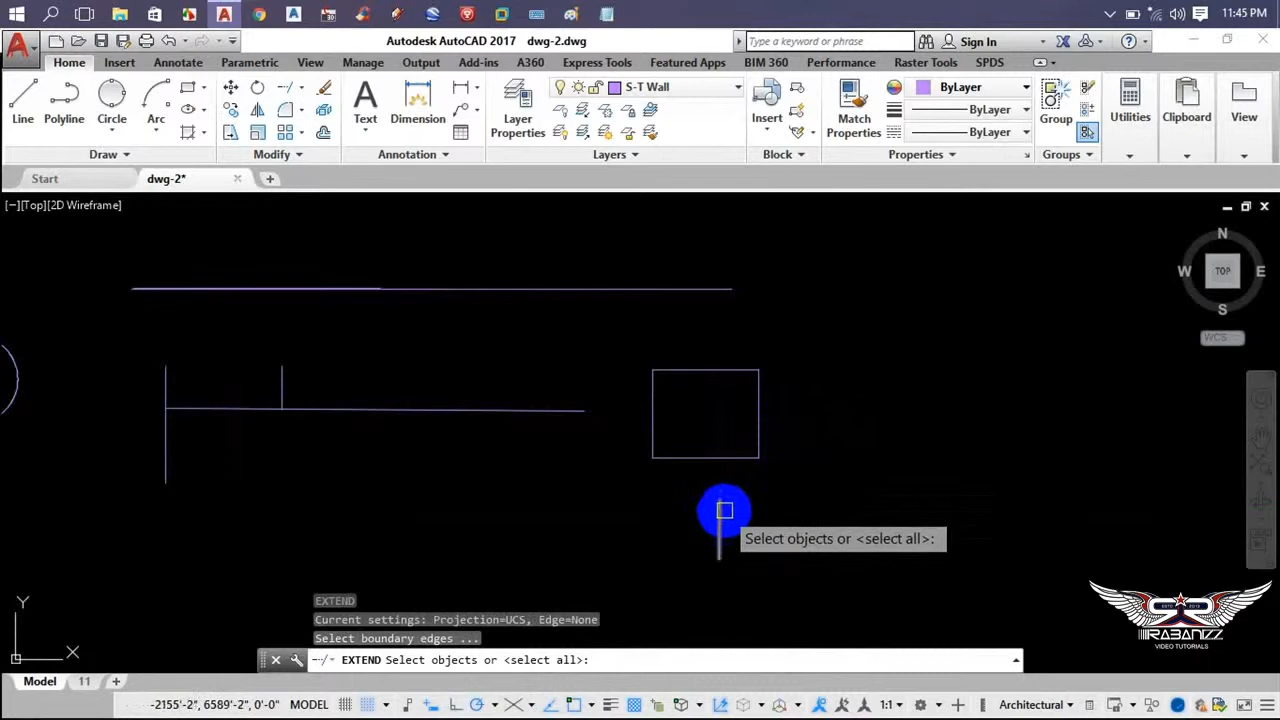 11:45 PM
Autodesk AutoCAD 2017 dwg-2.dwg
Type a keyword or phrase
Sign In
Home Insert Annotate Parametric View Manage Output Add-ins A360 Express Tools Featured Apps BIM 360 Performance Raster Tools SPDS
S-T Wall
ByLayer
Line Polyline Circle Arc
Text Dimension
Layer
Properties
Insert
Match
Properties
ByLayer
ByLayer
Group
Utilities Clipboard View
Draw Modify Annotation Layers Block Properties Groups
Start dwg-2*
[−][Top][2D Wireframe]
N
W TOP E
S
WCS
Select objects or <select all>:
EXTEND
Current settings: Projection=UCS, Edge=None
Select boundary edges ...
EXTEND Select objects or <select all>:
Y
X
RABANIZZ
VIDEO TUTORIALS
Model 11 +
-2155'-2", 6589'-2", 0'-0" MODEL
1:1
Architectural